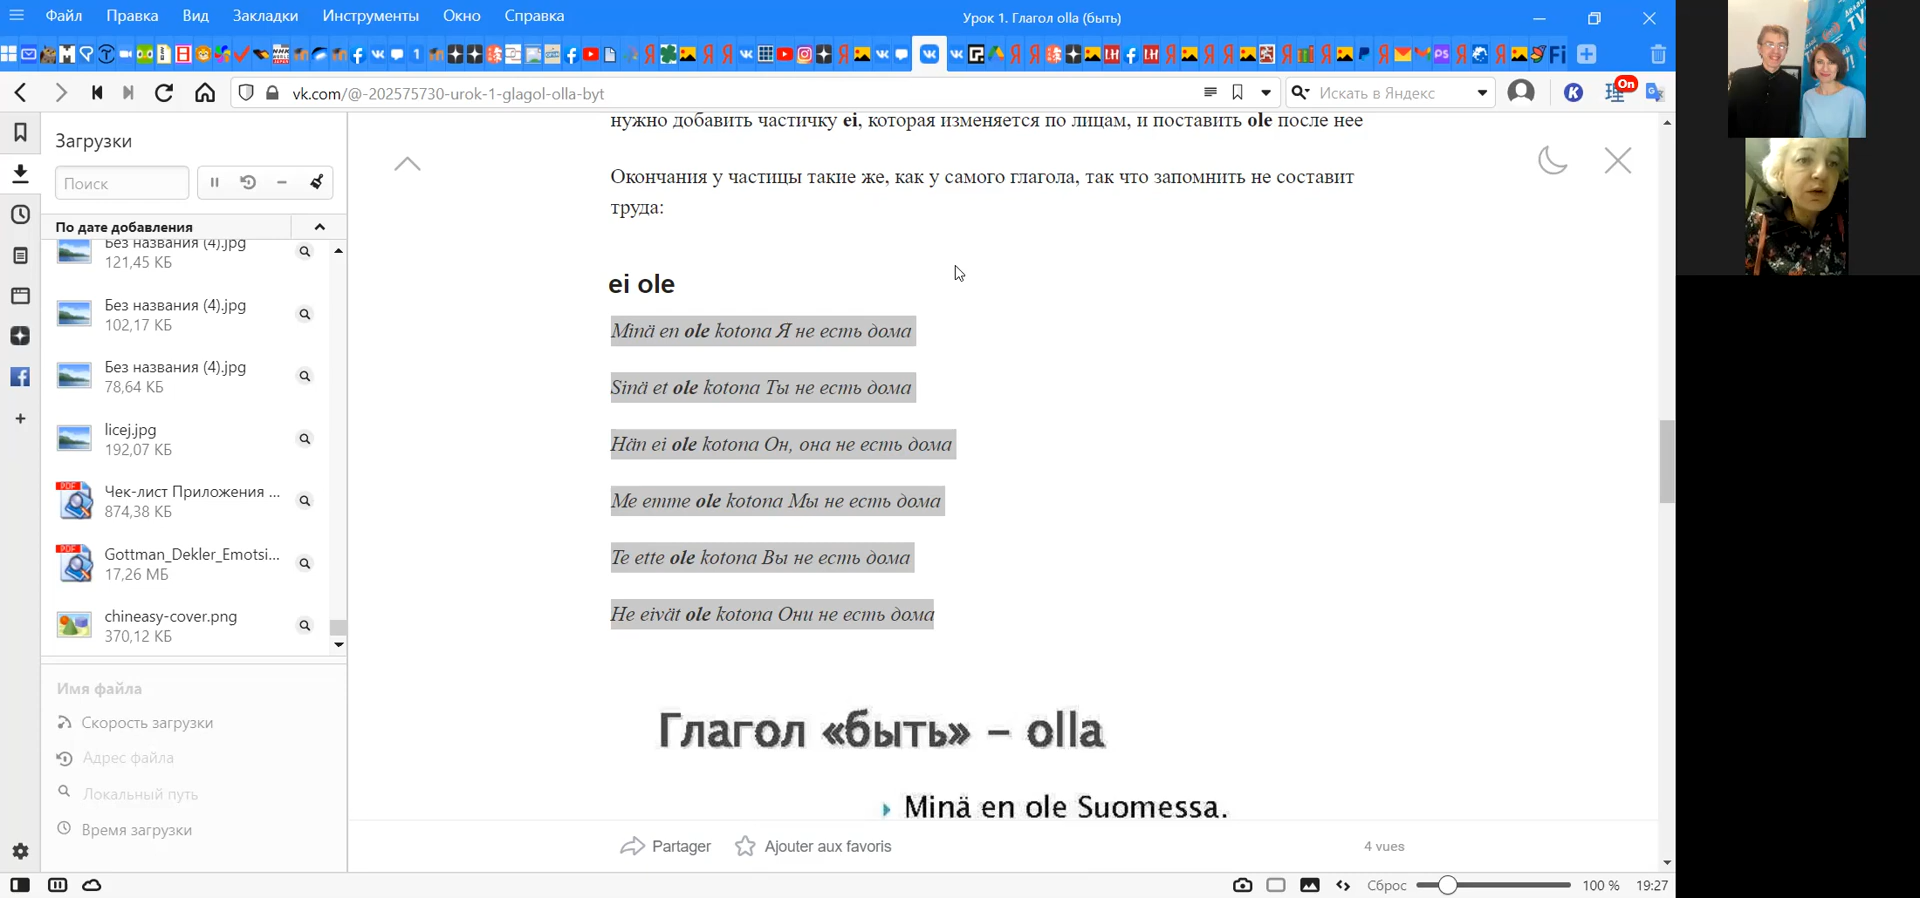 Файл Правка Вид Закладки Инструменты Окно Справка
Урок 1. Глагол olla (быть)
vk.com/@-202575730-urok-1-glagol-olla-byt
Искать в Яндекс
On
Загрузки
Поиск
По дате добавления
Без названия (4).jpg
121,45 КБ
Без названия (4).jpg
102,17 КБ
Без названия (4).jpg
78,64 КБ
licej.jpg
192,07 КБ
Чек-лист Приложения ...
874,38 КБ
Gottman_Dekler_Emotsi...
17,26 МБ
chineasy-cover.png
370,12 КБ
Имя файла
Скорость загрузки
Адрес файла
Локальный путь
Время загрузки
нужно добавить частичку ei, которая изменяется по лицам, и поставить ole после нее
Окончания у частицы такие же, как у самого глагола, так что запомнить не составит
труда:
ei ole
Minä en ole kotona Я не есть дома
Sinä et ole kotona Ты не есть дома
Hän ei ole kotona Он, она не есть дома
Me emme ole kotona Мы не есть дома
Te ette ole kotona Вы не есть дома
He eivät ole kotona Они не есть дома
Глагол «быть» – olla
Minä en ole Suomessa.
Partager
Ajouter aux favoris
4 vues
Сброс
100 %
19:27